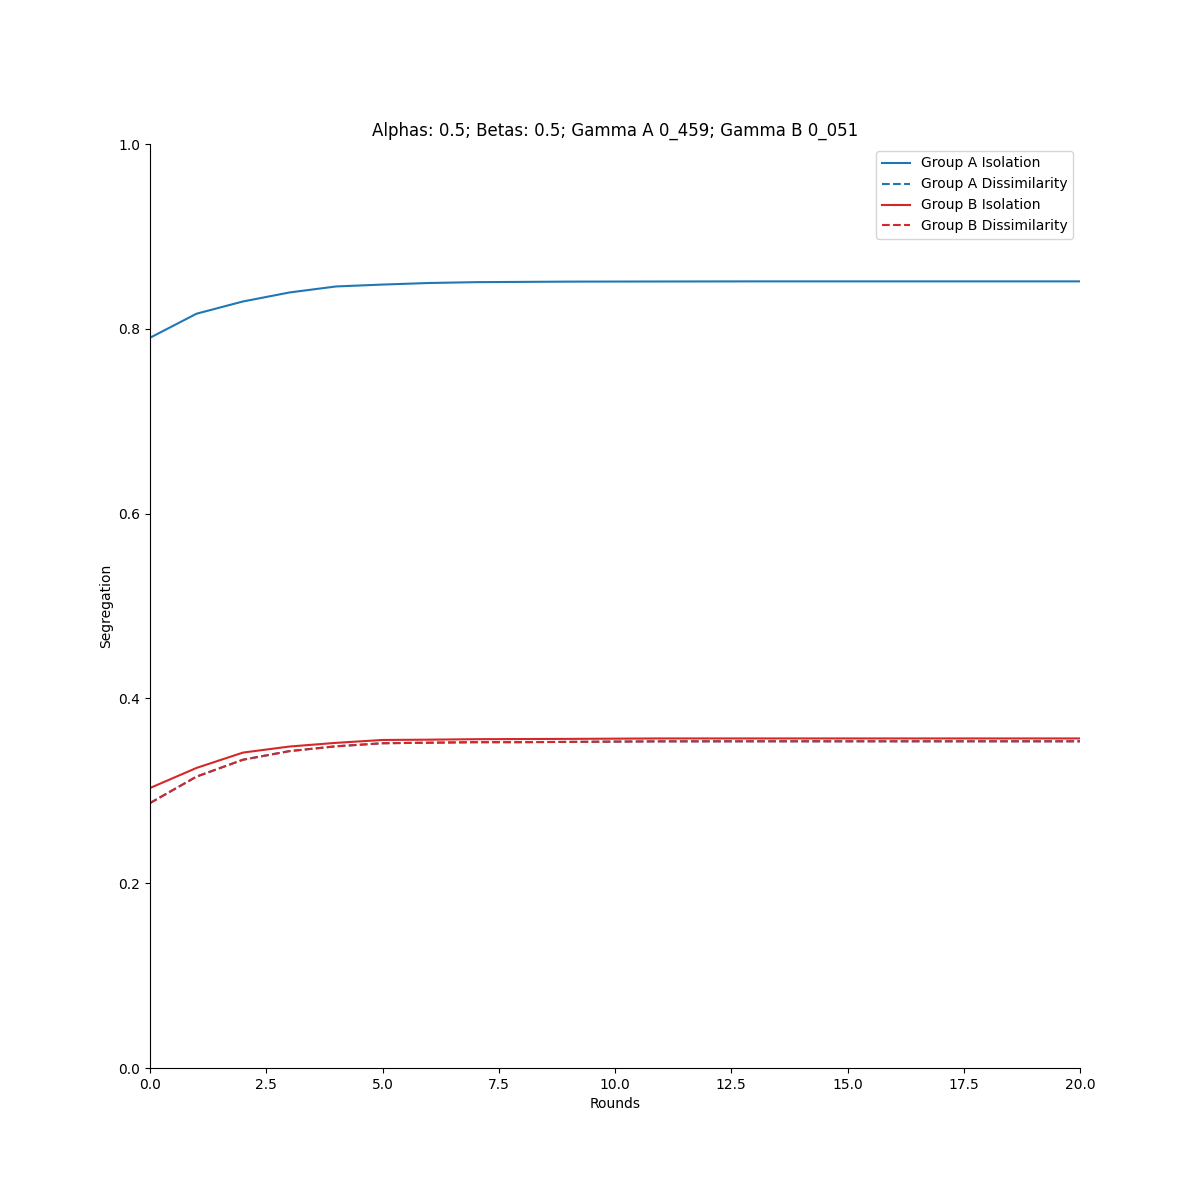 Alphas: 0.5; Betas: 0.5; Gamma A 0_459; Gamma B 0_051
1.0
0.8
0.6
0.4
0.2
0.0
Segregation
Group A Isolation
Group A Dissimilarity
Group B Isolation
Group B Dissimilarity
0.0 2.5 5.0 7.5 10.0 12.5 15.0 17.5 20.0
Rounds